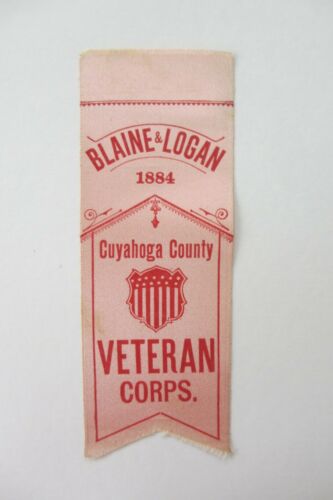 BLAINE & LOGAN
1884
Cuyahoga County
VETERAN
CORPS.